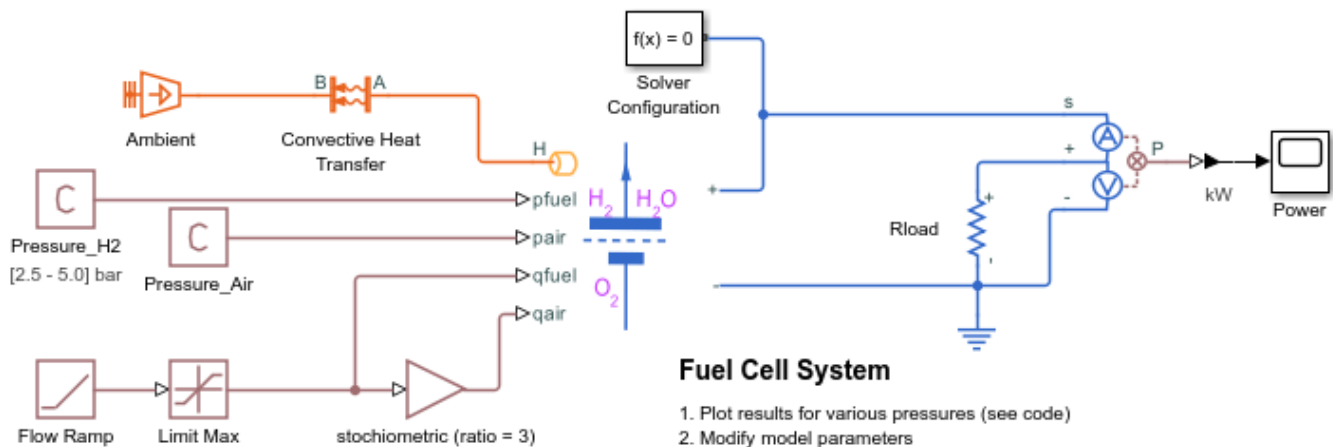 f(x) = 0
Solver
Configuration
B A
Ambient
Convective Heat
Transfer
H
s
A
+
P
V
-
kW
Power
C
Pressure_H2
[2.5 - 5.0] bar
C
Pressure_Air
pfuel
pair
qfuel
qair
H2 H2O
O2
+
-
Rload
+
-
Flow Ramp
Limit Max
stochiometric (ratio = 3)
Fuel Cell System
1. Plot results for various pressures (see code)
2. Modify model parameters